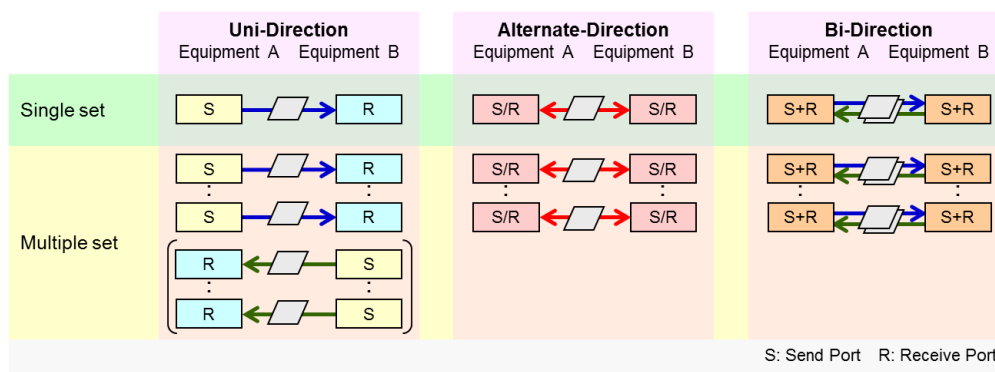 Uni-Direction
Alternate-Direction
Bi-Direction
Equipment A Equipment B
Equipment A Equipment B
Equipment A Equipment B
Single set
S R
S/R S/R
S+R S+R
Multiple set
S R
S/R S/R
S+R S+R
S R
S/R S/R
S+R S+R
R S
R S
S: Send Port R: Receive Port